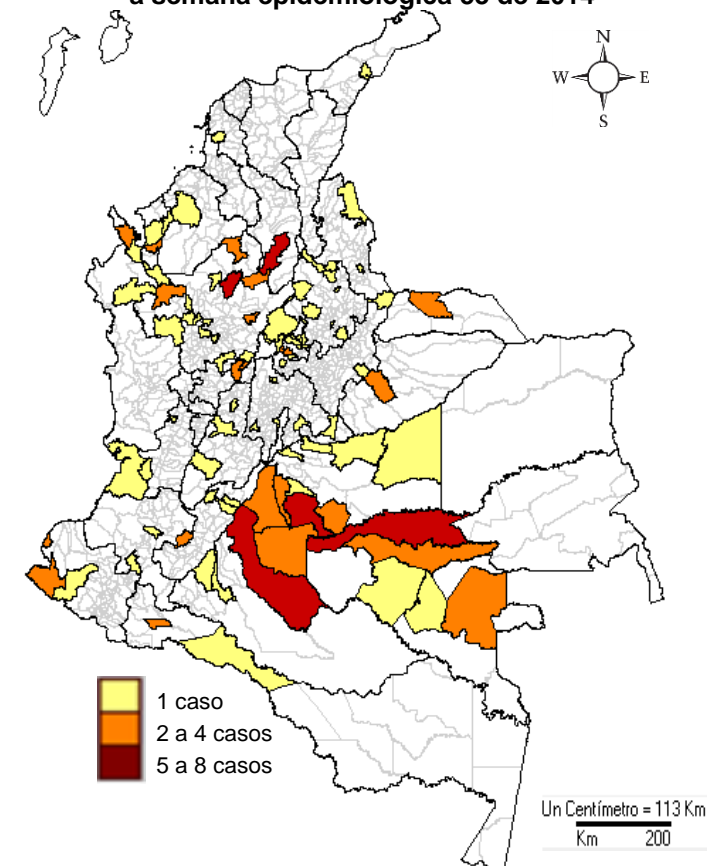 N
W E
S
1 caso
2 a 4 casos
5 a 8 casos
Un Centímetro = 113 Km
Km 200